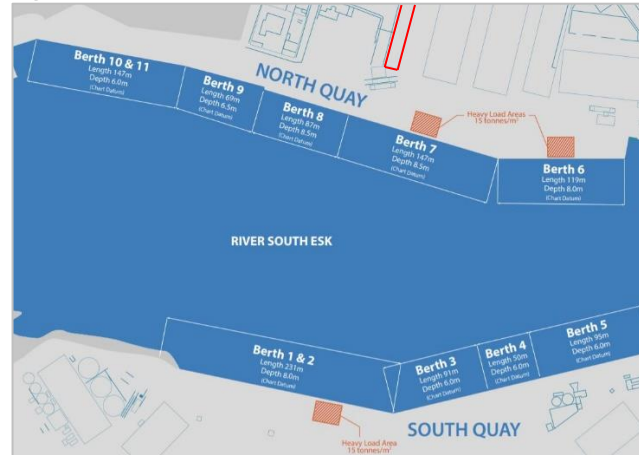 Berth 10 & 11
Length 147m
Depth 6.0m
(Chart Datum)
Berth 9
Length 69m
Depth 6.5m
(Chart Datum)
NORTH QUAY
Berth 8
Length 87m
Depth 8.5m
(Chart Datum)
Heavy Load Areas
15 tonnes/m²
Berth 7
Length 147m
Depth 8.5m
(Chart Datum)
Berth 6
Length 119m
Depth 8.0m
(Chart Datum)
RIVER SOUTH ESK
Berth 1 & 2
Length 231m
Depth 8.0m
(Chart Datum)
Berth 3
Length 91m
Depth 6.0m
(Chart Datum)
Berth 4
Length 50m
Depth 6.0m
(Chart Datum)
Berth 5
Length 95m
Depth 6.0m
(Chart Datum)
SOUTH QUAY
Heavy Load Area
15 tonnes/m²